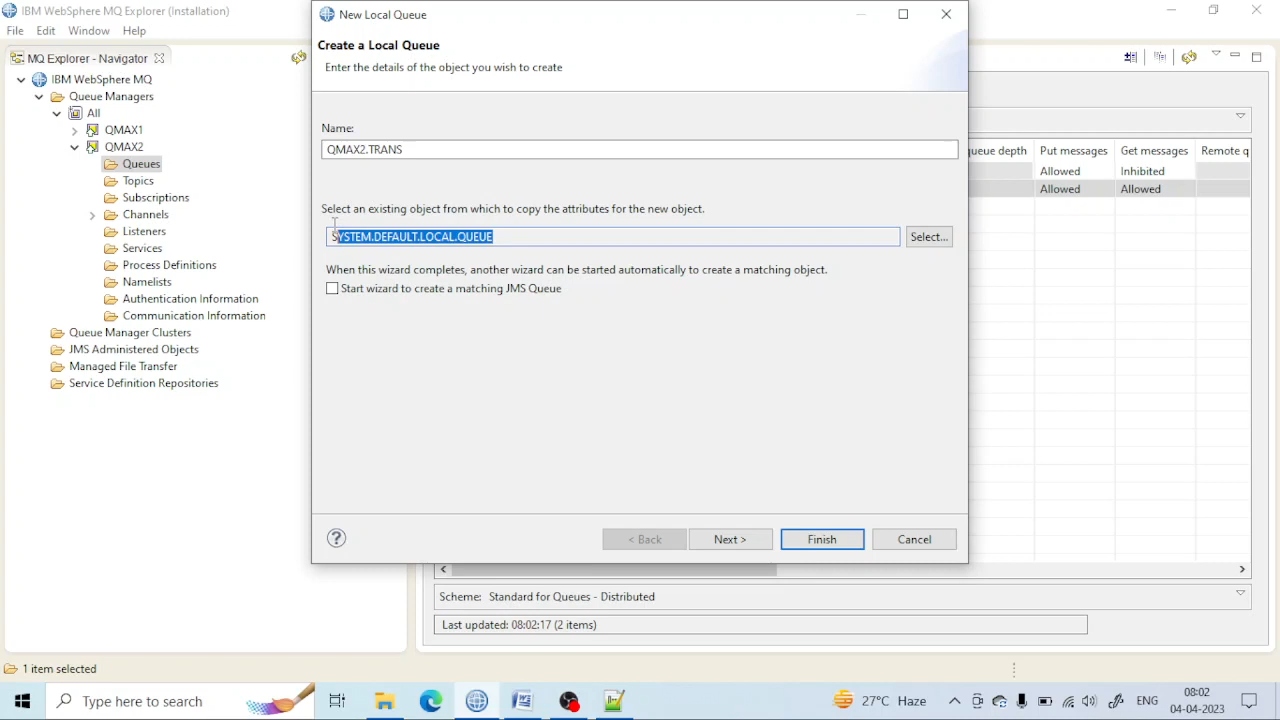 IBM WebSphere MQ Explorer (Installation)
File Edit Window Help
MQ Explorer - Navigator
IBM WebSphere MQ
Queue Managers
All
QMAX1
QMAX2
Queues
Topics
Subscriptions
Channels
Listeners
Services
Process Definitions
Namelists
Authentication Information
Communication Information
Queue Manager Clusters
JMS Administered Objects
Managed File Transfer
Service Definition Repositories
New Local Queue
Create a Local Queue
Enter the details of the object you wish to create
Name:
QMAX2.TRANS
Select an existing object from which to copy the attributes for the new object.
SYSTEM.DEFAULT.LOCAL.QUEUE
Select...
When this wizard completes, another wizard can be started automatically to create a matching object.
Start wizard to create a matching JMS Queue
?
< Back Next > Finish Cancel
queue depth Put messages Get messages Remote q
Allowed Inhibited
Allowed Allowed
Scheme: Standard for Queues - Distributed
Last updated: 08:02:17 (2 items)
1 item selected
Type here to search
27°C Haze
ENG
08:02
04-04-2023